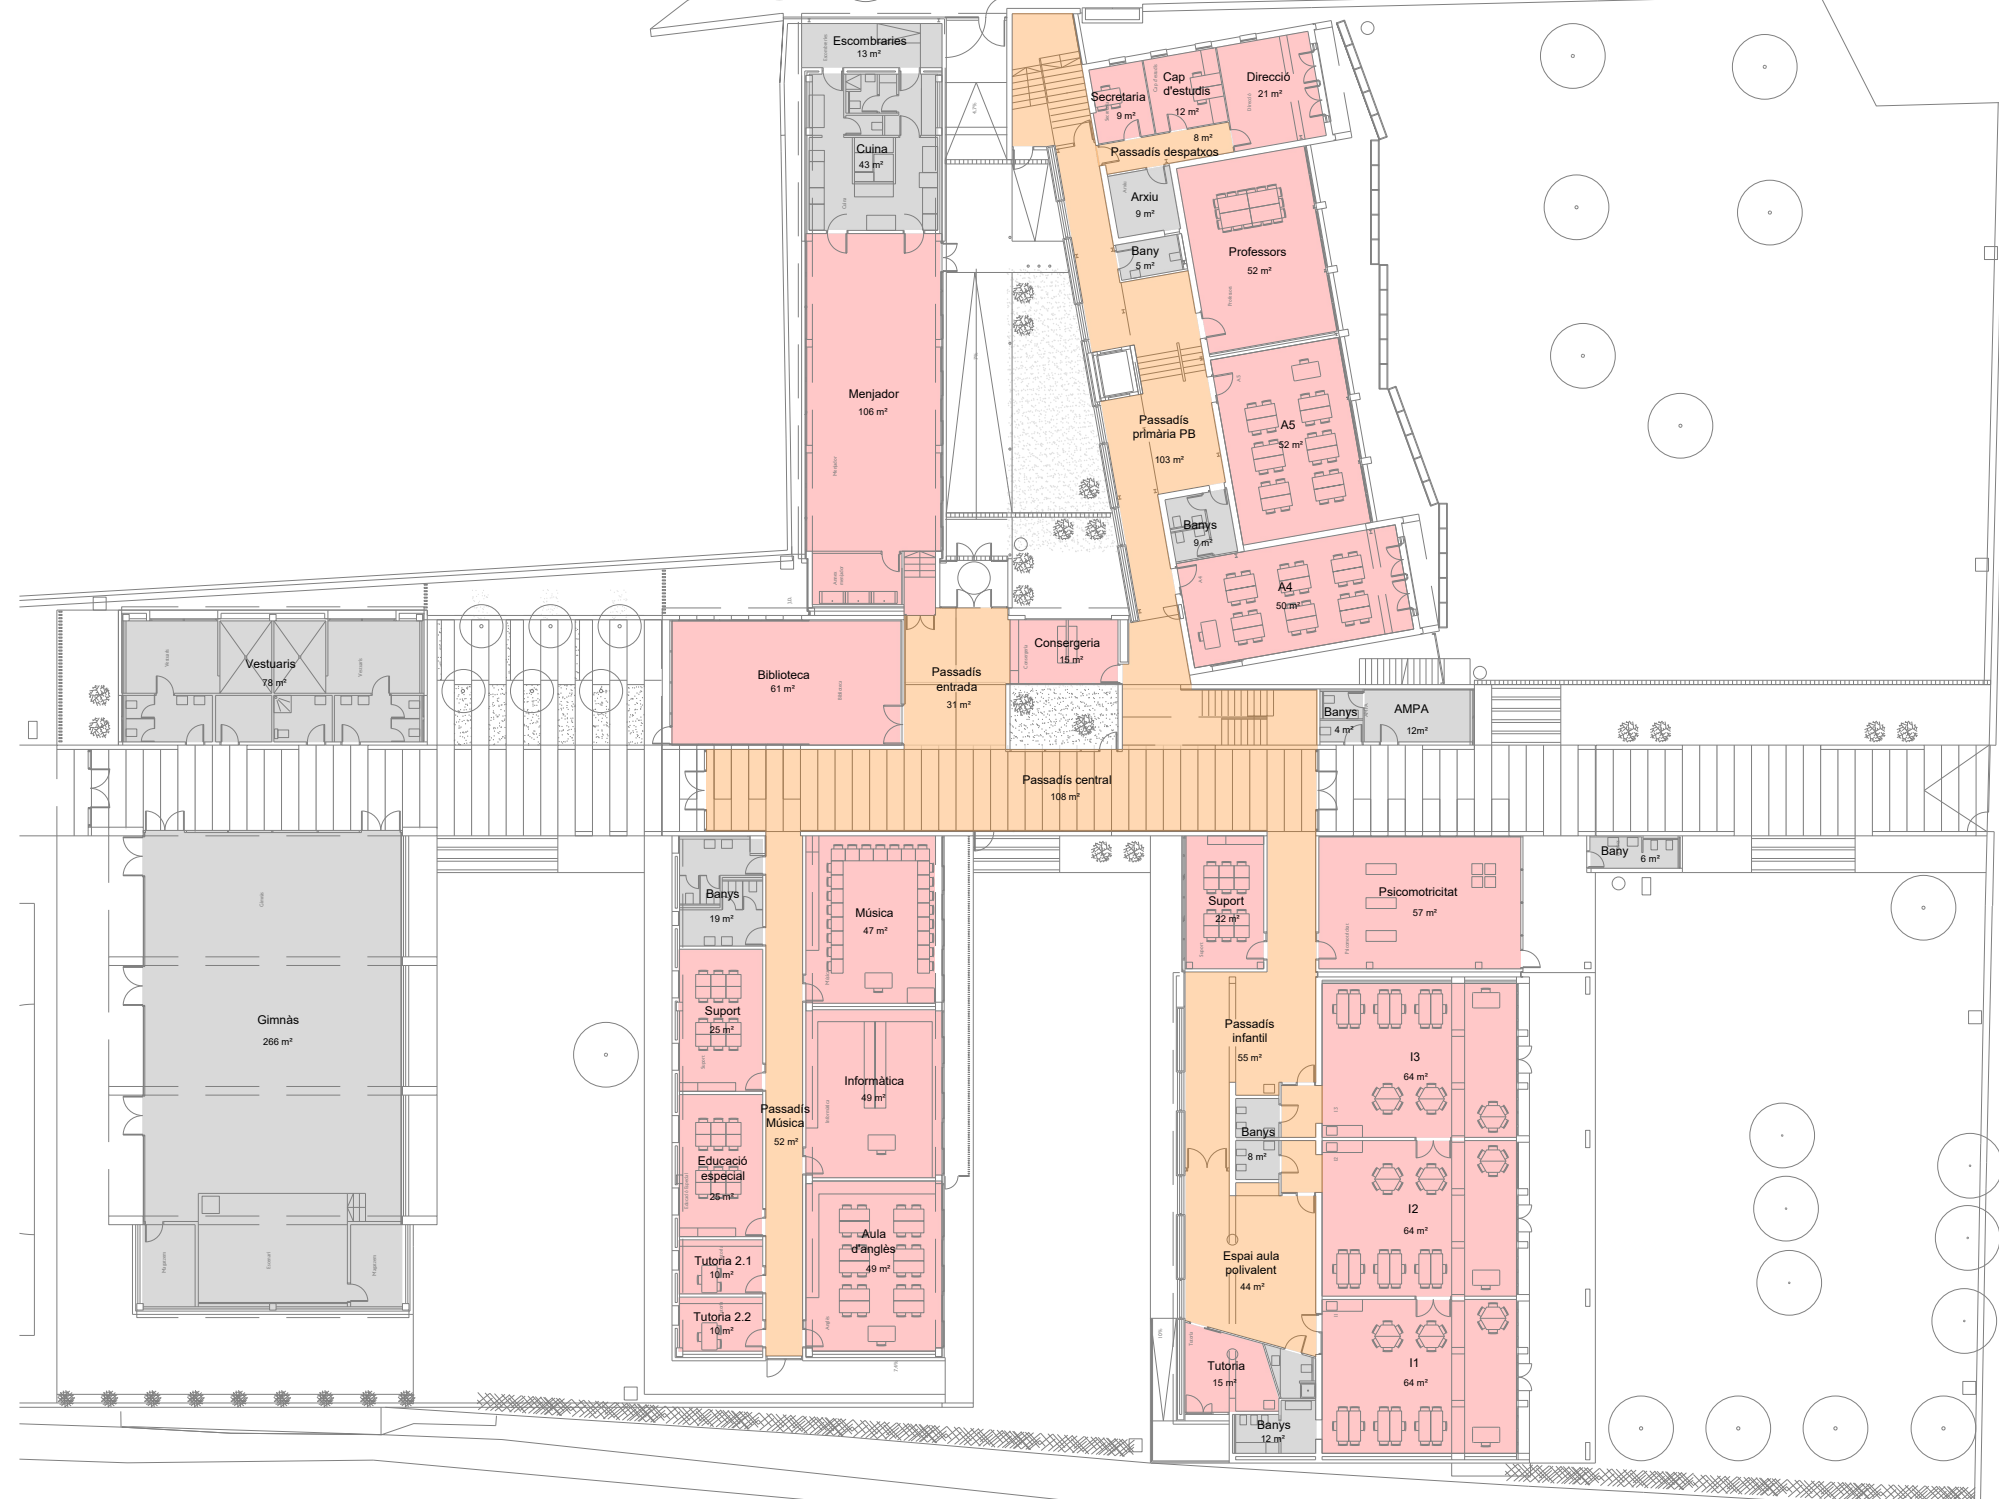 Escombraries
13 m²
Cuina
43 m²
Menjador
106 m²
Secretaria
9 m²
Cap
d'estudis
12 m²
Direcció
21 m²
8 m²
Passadís despatxos
Arxiu
9 m²
Bany
5 m²
Professors
52 m²
Passadís
primària PB
103 m²
A5
52 m²
Banys
9 m²
A4
50 m²
Vestuaris
78 m²
Biblioteca
61 m²
Passadís
entrada
31 m²
Consergeria
15 m²
Banys
4 m²
AMPA
12m²
Passadís central
108 m²
Gimnàs
266 m²
Banys
19 m²
Música
47 m²
Suport
25 m²
Informàtica
49 m²
Passadís
Música
52 m²
Educació
especial
25 m²
Aula
d'anglès
49 m²
Tutoria 2.1
10 m²
Tutoria 2.2
10 m²
Suport
22 m²
Psicomotricitat
57 m²
Bany
6 m²
Passadís
infantil
55 m²
I3
64 m²
Banys
8 m²
I2
64 m²
Espai aula
polivalent
44 m²
I1
64 m²
Tutoria
15 m²
Banys
12 m²